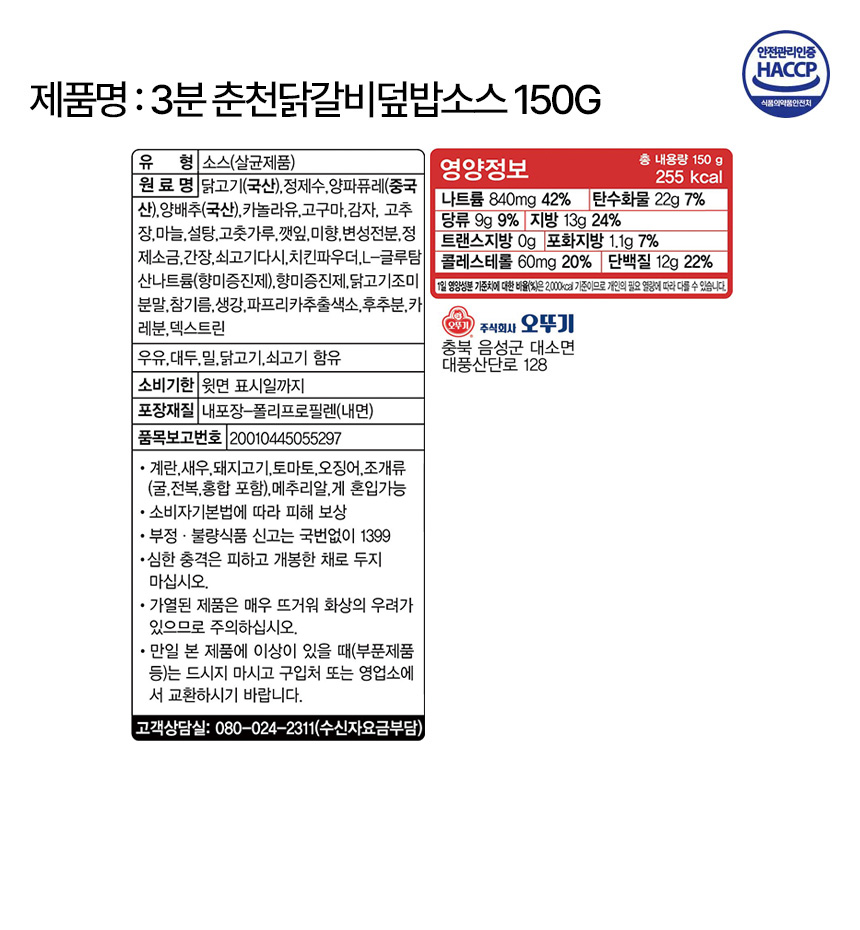 안전관리인증
HACCP
식품의약품안전처
제품명 : 3분 춘천닭갈비덮밥소스 150G
유 형 소스(살균제품)
원 료 명 닭고기(국산),정제수,양파퓨레(중국
산),양배추(국산),카놀라유,고구마,감자, 고추
장,마늘,설탕,고춧가루,깻잎,미향,변성전분,정
제소금,간장,쇠고기다시,치킨파우더,L-글루탐
산나트륨(향미증진제),향미증진제,닭고기조미
분말,참기름,생강,파프리카추출색소,후추분,카
레분,덱스트린
우유,대두,밀,닭고기,쇠고기 함유
소비기한 윗면 표시일까지
포장재질 내포장-폴리프로필렌(내면)
품목보고번호 20010445055297
• 계란,새우,돼지고기,토마토,오징어,조개류
(굴,전복,홍합 포함),메추리알,게 혼입가능
• 소비자기본법에 따라 피해 보상
• 부정 · 불량식품 신고는 국번없이 1399
• 심한 충격은 피하고 개봉한 채로 두지
마십시오.
• 가열된 제품은 매우 뜨거워 화상의 우려가
있으므로 주의하십시오.
• 만일 본 제품에 이상이 있을 때(부푼제품
등)는 드시지 마시고 구입처 또는 영업소에
서 교환하시기 바랍니다.
고객상담실: 080-024-2311(수신자요금부담)
영양정보
총 내용량 150 g
255 kcal
나트륨 840mg 42% 탄수화물 22g 7%
당류 9g 9% 지방 13g 24%
트랜스지방 0g 포화지방 1.1g 7%
콜레스테롤 60mg 20% 단백질 12g 22%
1일 영양성분 기준치에 대한 비율(%)은 2,000kcal 기준이므로 개인의 필요 열량에 따라 다를 수 있습니다.
오뚜기 주식회사 오뚜기
충북 음성군 대소면
대풍산단로 128